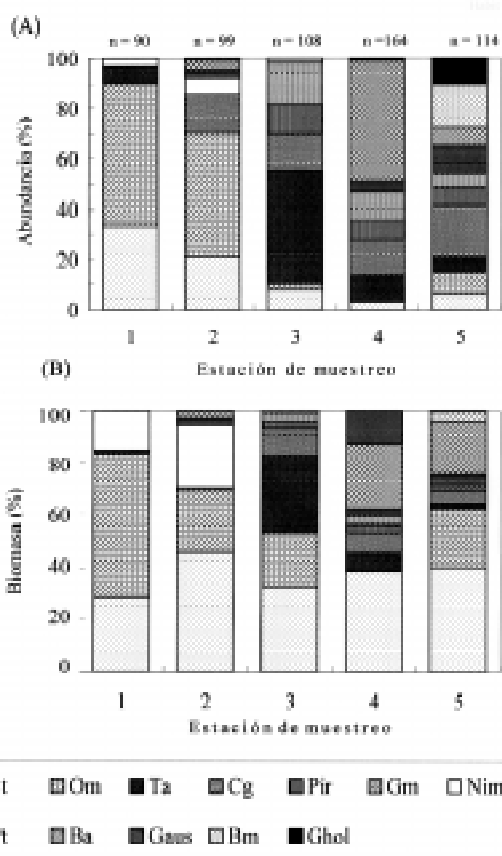 (A)
n = 90 n = 99 n = 108 n =164 n = 114
100
80
60
40
20
0
Abundancia (%)
1 2 3 4 5
Estación de muestreo
(B)
100
80
60
40
20
0
Biomasa (%)
1 2 3 4 5
Estación de muestreo
t Om Ta Cg Pir Gm Nim
t Ba Gaus Bm Ghol